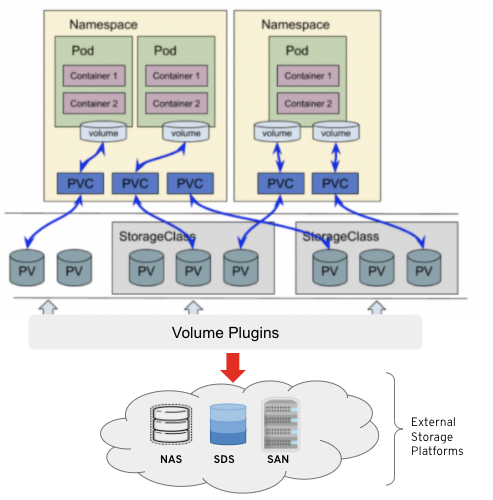 Namespace
Namespace
Pod
Pod
Pod
Container 1
Container 1
Container 1
Container 2
Container 2
Container 2
volume
volume
volume
volume
PVC
PVC
PVC
PVC
PVC
StorageClass
StorageClass
PV
PV
PV
PV
PV
PV
PV
PV
Volume Plugins
NAS
SDS
SAN
External
Storage
Platforms